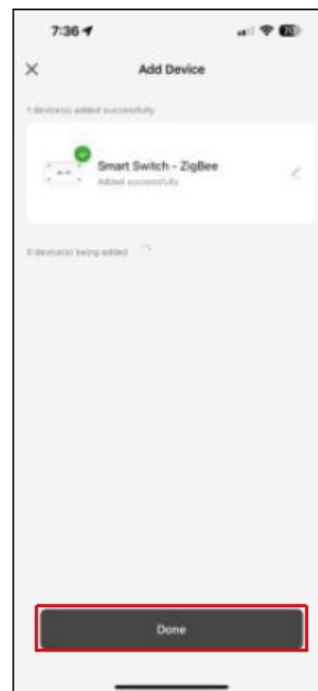 7:36
Add Device
1 device(s) added successfully
Smart Switch - ZigBee
Added successfully
0 device(s) being added
Done